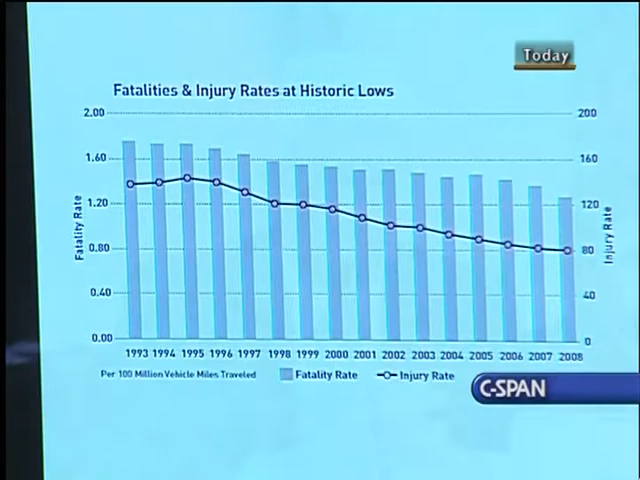 Today
Fatalities & Injury Rates at Historic Lows
2.00
200
1.60
160
1.20
120
0.80
80
0.40
40
0.00
0
Fatality Rate
Injury Rate
1993 1994 1995 1996 1997 1998 1999 2000 2001 2002 2003 2004 2005 2006 2007 2008
Per 100 Million Vehicle Miles Traveled
Fatality Rate
Injury Rate
C-SPAN